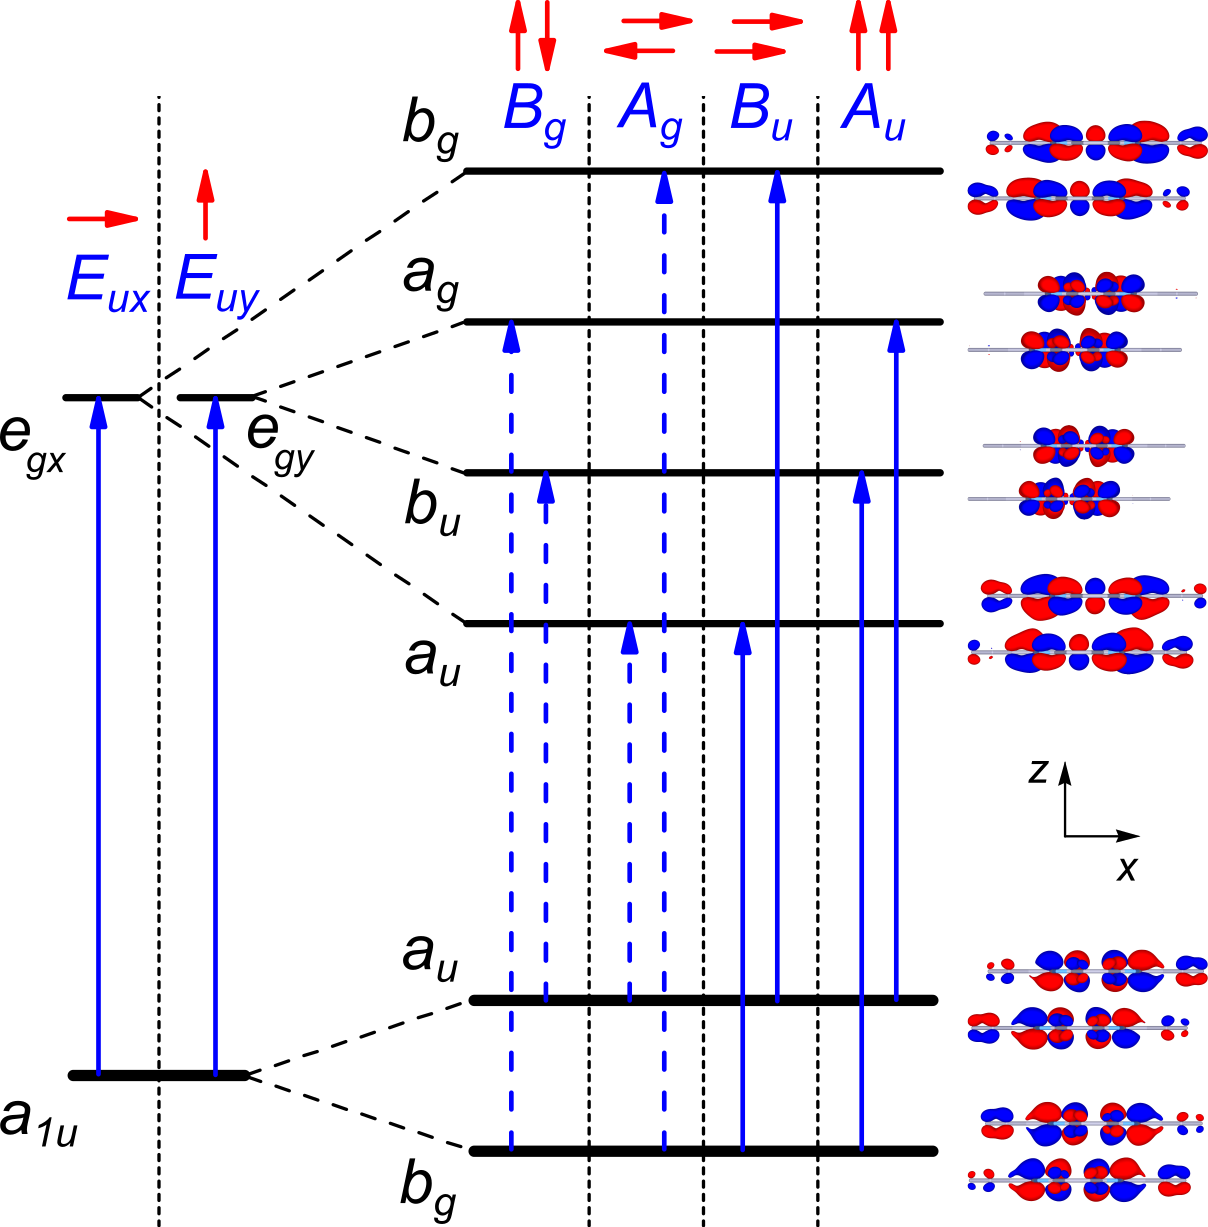 B_g A_g B_u A_u
b_g
E_ux E_uy
a_g
e_gx e_gy
b_u
a_u
z
x
a_u
a_1u
b_g